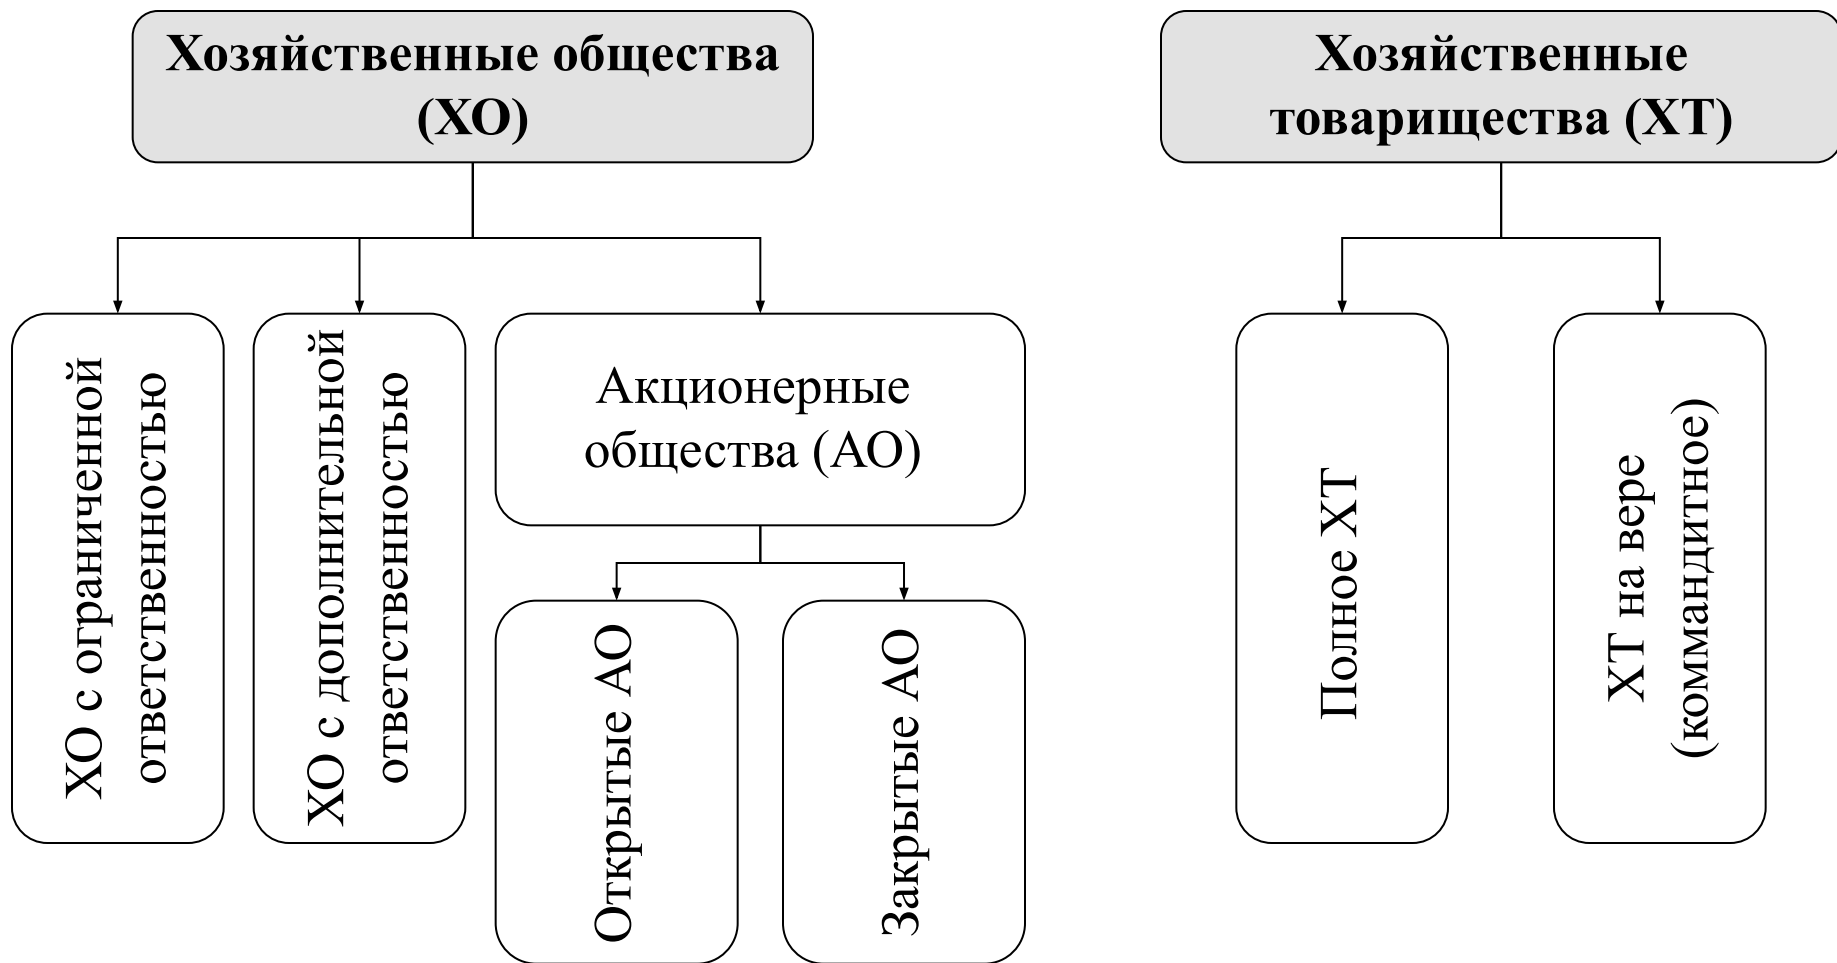 Хозяйственные общества
(ХО)
ХО с ограниченной
ответственностью
ХО с дополнительной
ответственностью
Акционерные
общества (АО)
Открытые АО
Закрытые АО
Хозяйственные
товарищества (ХТ)
Полное ХТ
ХТ на вере
(коммандитное)